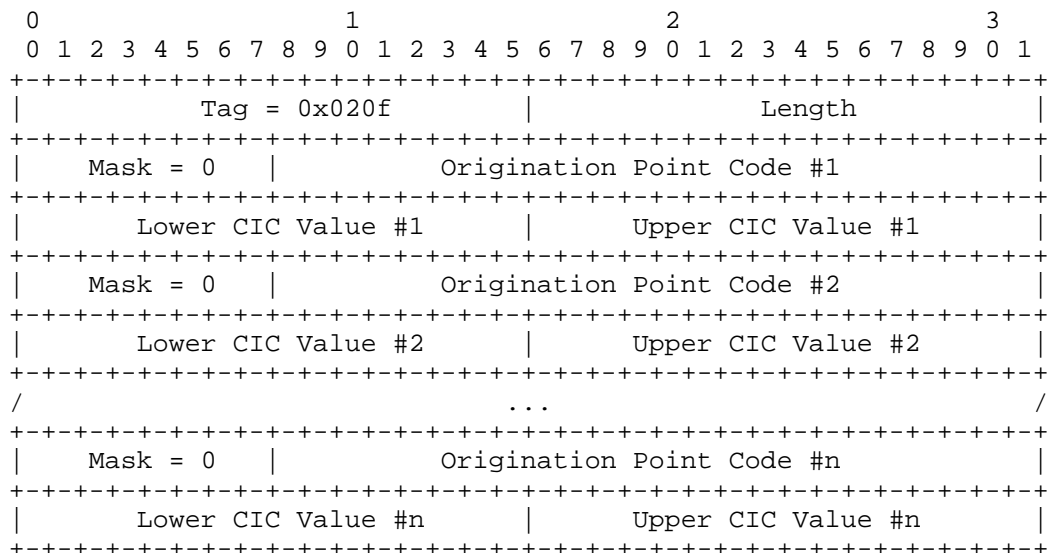 0                   1                   2                   3
 0 1 2 3 4 5 6 7 8 9 0 1 2 3 4 5 6 7 8 9 0 1 2 3 4 5 6 7 8 9 0 1
+-+-+-+-+-+-+-+-+-+-+-+-+-+-+-+-+-+-+-+-+-+-+-+-+-+-+-+-+-+-+-+-+
|           Tag = 0x020f        |             Length            |
+-+-+-+-+-+-+-+-+-+-+-+-+-+-+-+-+-+-+-+-+-+-+-+-+-+-+-+-+-+-+-+-+
|    Mask = 0   |          Origination Point Code #1            |
+-+-+-+-+-+-+-+-+-+-+-+-+-+-+-+-+-+-+-+-+-+-+-+-+-+-+-+-+-+-+-+-+
|       Lower CIC Value #1      |      Upper CIC Value #1       |
+-+-+-+-+-+-+-+-+-+-+-+-+-+-+-+-+-+-+-+-+-+-+-+-+-+-+-+-+-+-+-+-+
|    Mask = 0   |          Origination Point Code #2            |
+-+-+-+-+-+-+-+-+-+-+-+-+-+-+-+-+-+-+-+-+-+-+-+-+-+-+-+-+-+-+-+-+
|       Lower CIC Value #2      |      Upper CIC Value #2       |
+-+-+-+-+-+-+-+-+-+-+-+-+-+-+-+-+-+-+-+-+-+-+-+-+-+-+-+-+-+-+-+-+
/                              ...                              /
+-+-+-+-+-+-+-+-+-+-+-+-+-+-+-+-+-+-+-+-+-+-+-+-+-+-+-+-+-+-+-+-+
|    Mask = 0   |          Origination Point Code #n            |
+-+-+-+-+-+-+-+-+-+-+-+-+-+-+-+-+-+-+-+-+-+-+-+-+-+-+-+-+-+-+-+-+
|       Lower CIC Value #n      |      Upper CIC Value #n       |
+-+-+-+-+-+-+-+-+-+-+-+-+-+-+-+-+-+-+-+-+-+-+-+-+-+-+-+-+-+-+-+-+